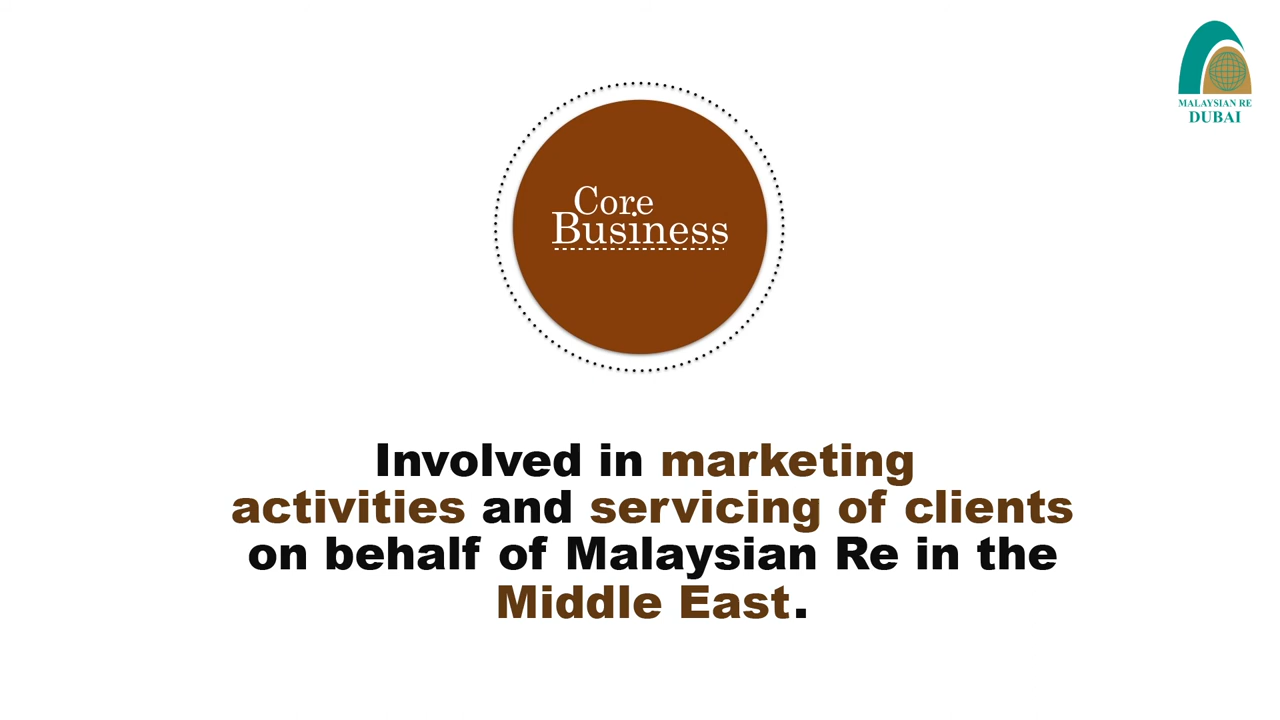 MALAYSIAN RE
DUBAI
Core
Business
Involved in marketing
activities and servicing of clients
on behalf of Malaysian Re in the
Middle East.